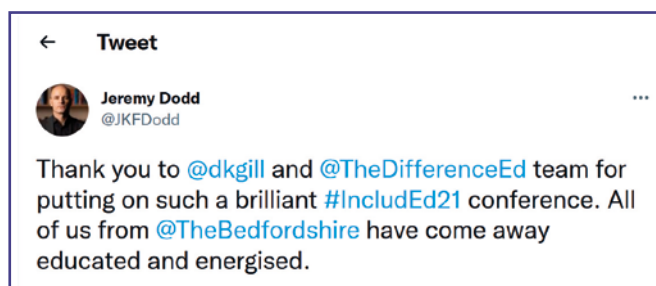 ← Tweet
Jeremy Dodd
@JKFDodd
Thank you to @dkgill and @TheDifferenceEd team for
putting on such a brilliant #IncludEd21 conference. All
of us from @TheBedfordshire have come away
educated and energised.